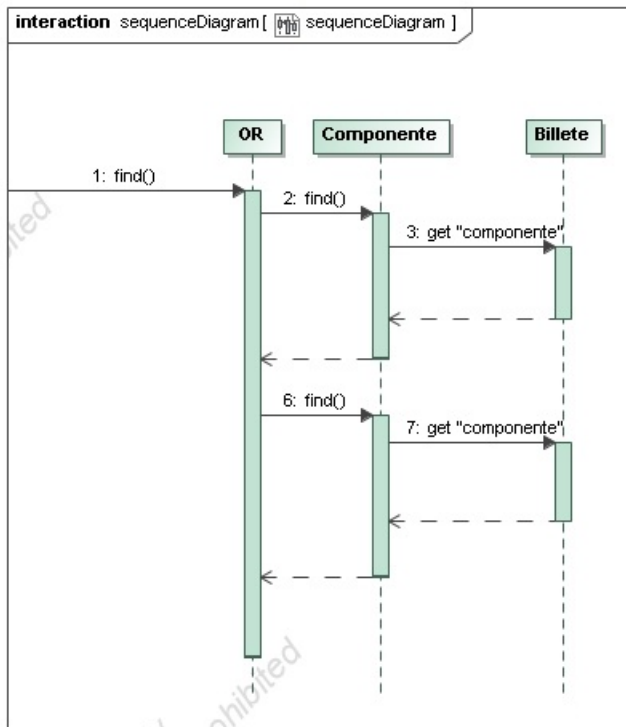 interaction sequenceDiagram [ sequenceDiagram ]
OR
Componente
Billete
1: find()
2: find()
3: get "componente"
6: find()
7: get "componente"